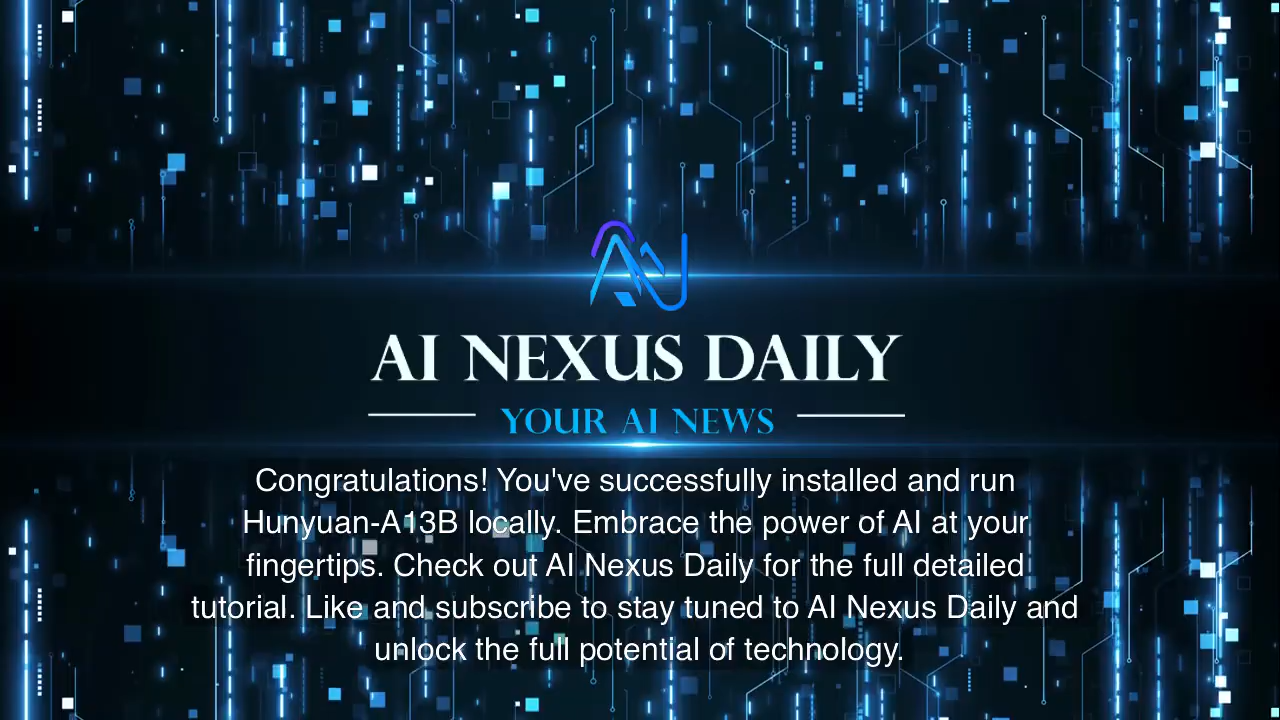 AI NEXUS DAILY
YOUR AI NEWS
Congratulations! You've successfully installed and run
Hunyuan-A13B locally. Embrace the power of AI at your
fingertips. Check out AI Nexus Daily for the full detailed
tutorial. Like and subscribe to stay tuned to AI Nexus Daily and
unlock the full potential of technology.